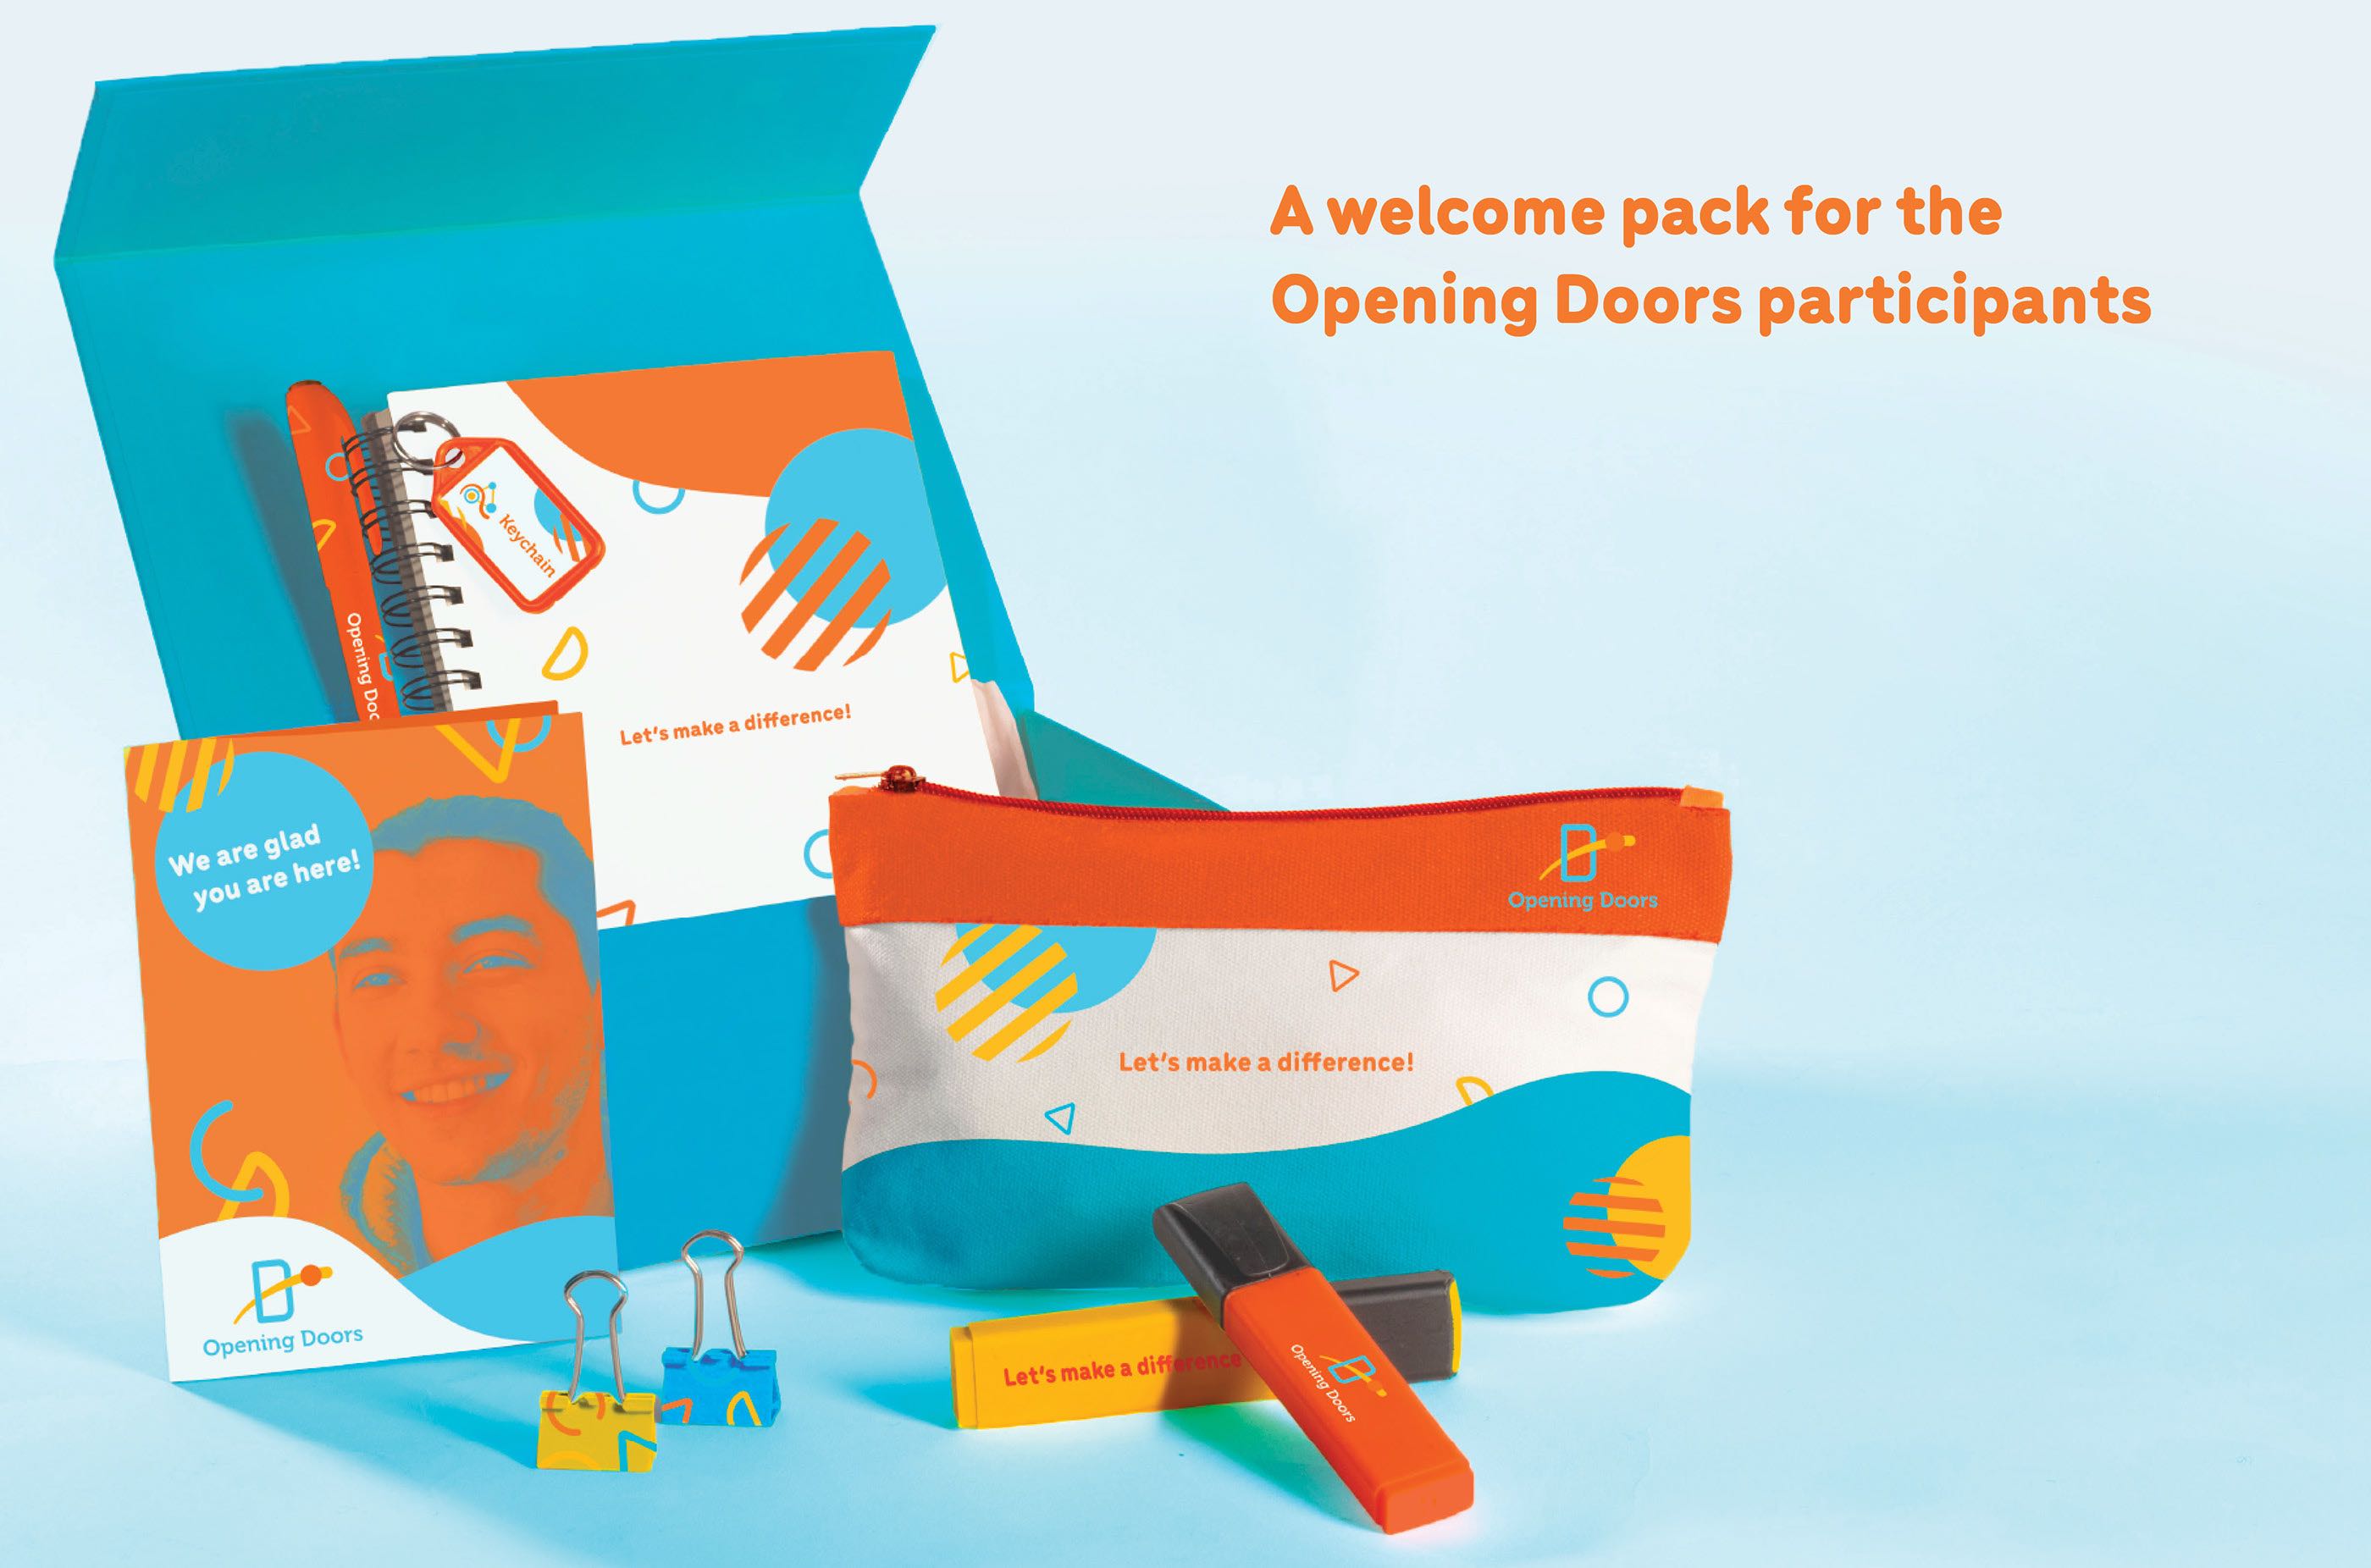 A welcome pack for the
Opening Doors participants
Keychain
Opening Doo
Let's make a difference!
We are glad
you are here!
Opening Doors
Opening Doors
Let's make a difference!
Let's make a difference
Opening Doors